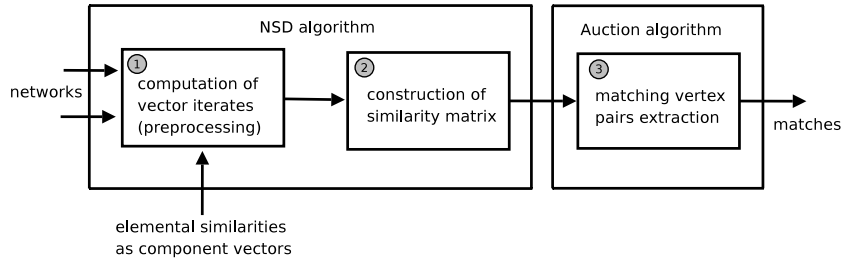 NSD algorithm
Auction algorithm
networks
1
computation of
vector iterates
(preprocessing)
2
construction of
similarity matrix
3
matching vertex
pairs extraction
matches
elemental similarities
as component vectors